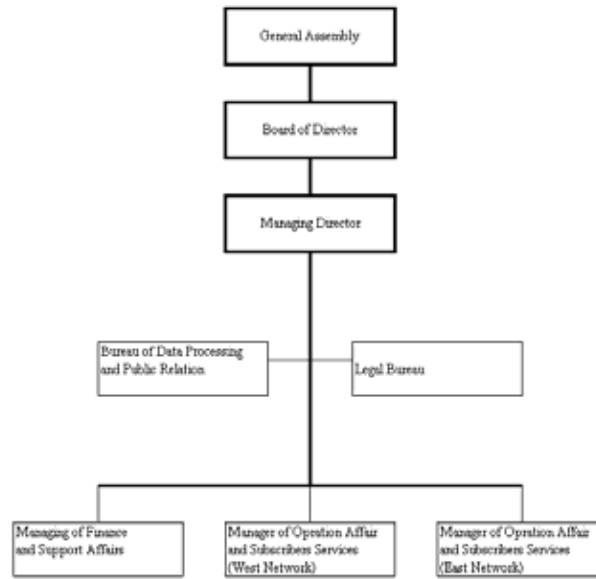 General Assembly
Board of Director
Managing Director
Bureau of Data Processing
and Public Relation
Legal Bureau
Managing of Finance
and Support Affairs
Manager of Opration Affair
and Subscribers Services
(West Network)
Manager of Opration Affair
and Subscribers Services
(East Network)